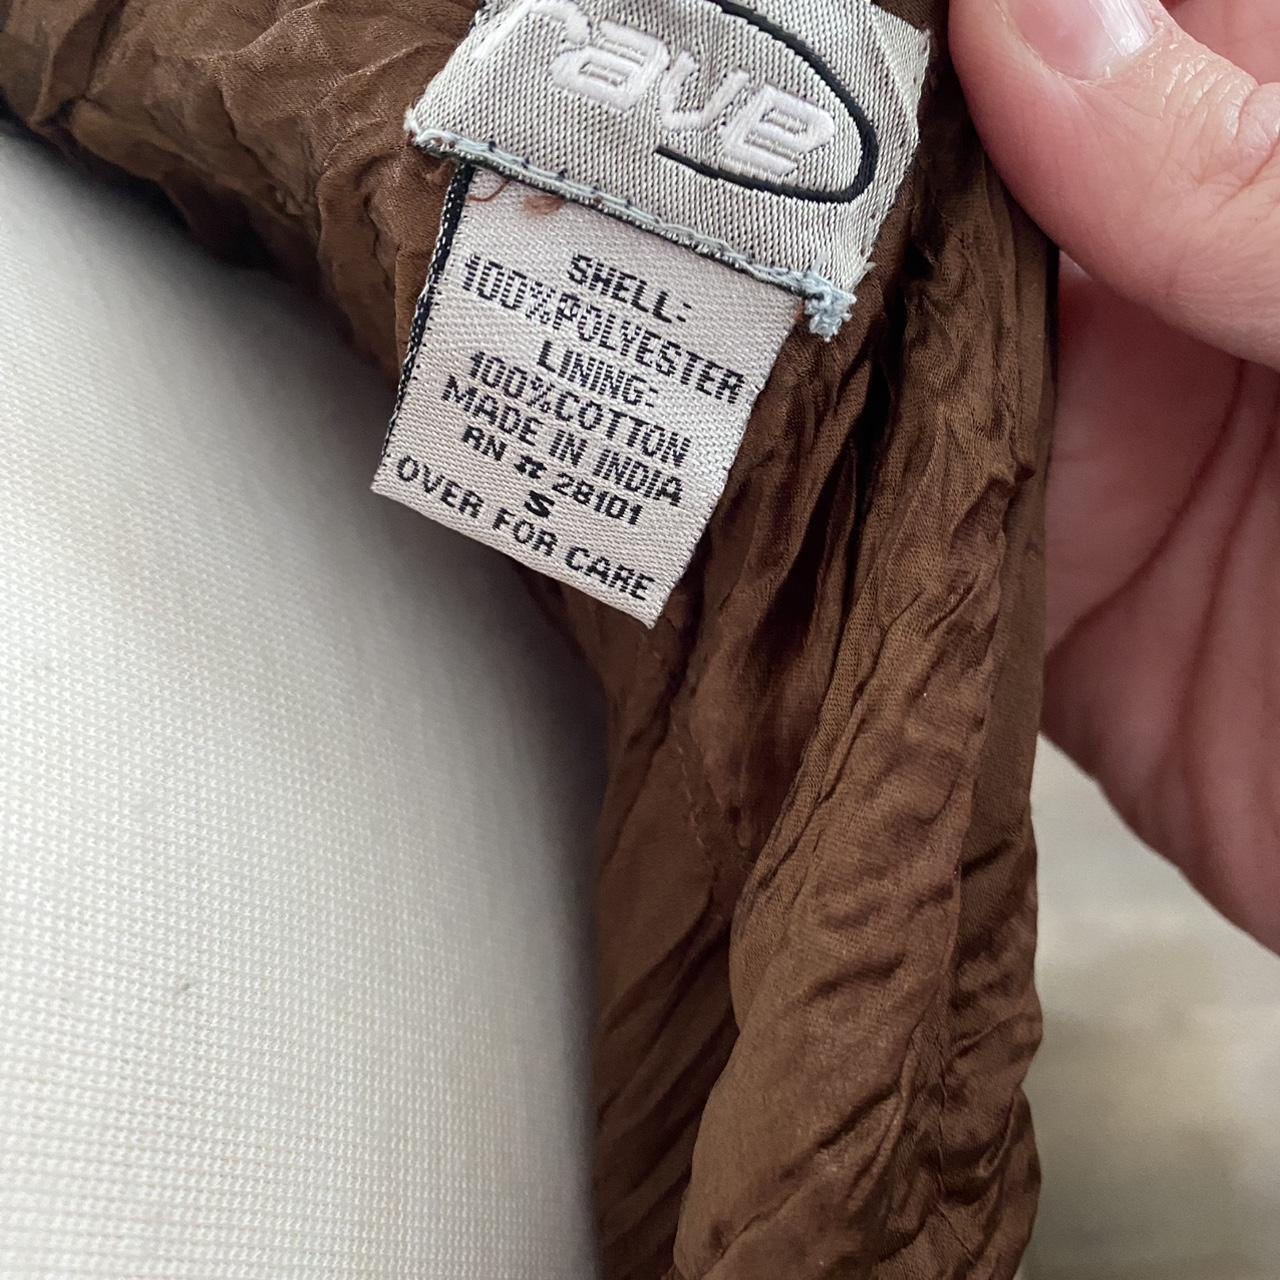 rave
SHELL:
100%POLYESTER
LINING:
100%COTTON
MADE IN INDIA
RN # 28101
S
OVER FOR CARE